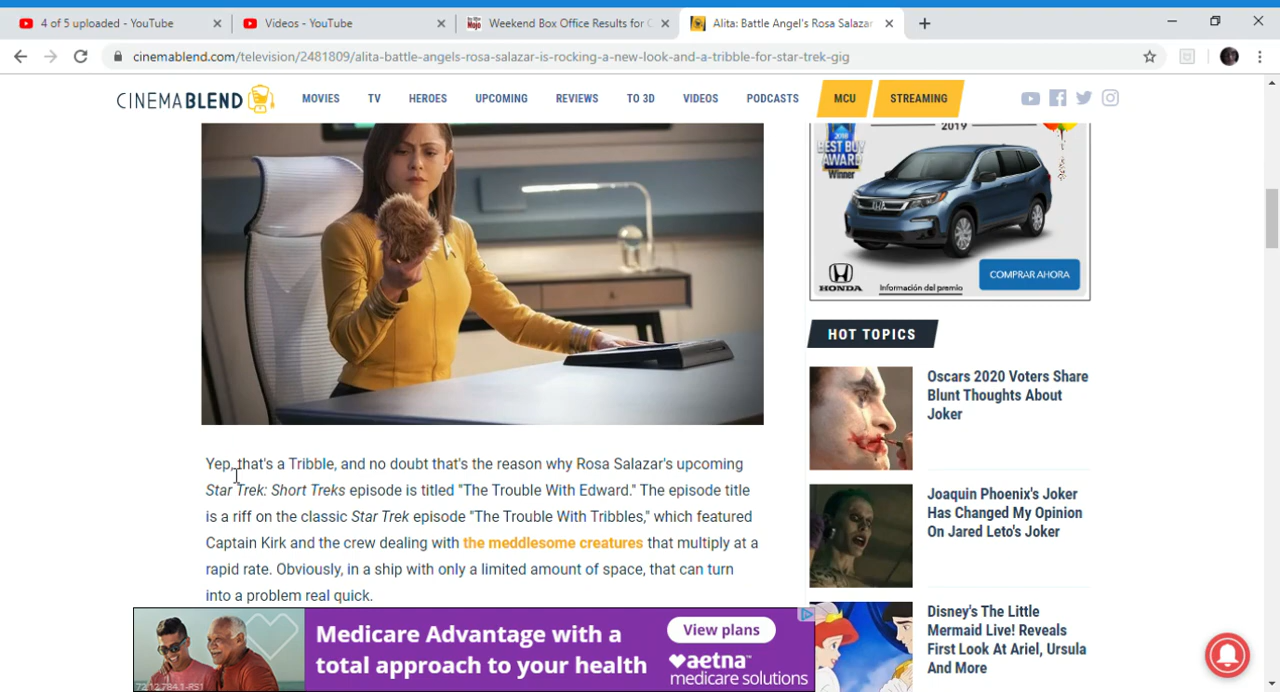 4 of 5 uploaded - YouTube
Videos - YouTube
Mojo
Weekend Box Office Results for
Alita: Battle Angel's Rosa Salazar
cinemablend.com/television/2481809/alita-battle-angels-rosa-salazar-is-rocking-a-new-look-and-a-tribble-for-star-trek-gig
CINEMABLEND
MOVIES
TV
HEROES
UPCOMING
REVIEWS
TO 3D
VIDEOS
PODCASTS
MCU
STREAMING
2019
BEST BUY
AWARD
Winner
HONDA
Información del premio
COMPRAR AHORA
Yep, that's a Tribble, and no doubt that's the reason why Rosa Salazar's upcoming
Star Trek: Short Treks episode is titled "The Trouble With Edward." The episode title
is a riff on the classic Star Trek episode "The Trouble With Tribbles," which featured
Captain Kirk and the crew dealing with the meddlesome creatures that multiply at a
rapid rate. Obviously, in a ship with only a limited amount of space, that can turn
into a problem real quick.
HOT TOPICS
Oscars 2020 Voters Share
Blunt Thoughts About
Joker
Joaquin Phoenix's Joker
Has Changed My Opinion
On Jared Leto's Joker
Disney's The Little
Mermaid Live! Reveals
First Look At Ariel, Ursula
And More
Medicare Advantage with a
total approach to your health
View plans
aetna™
medicare solutions
72.12.784.1-RS1